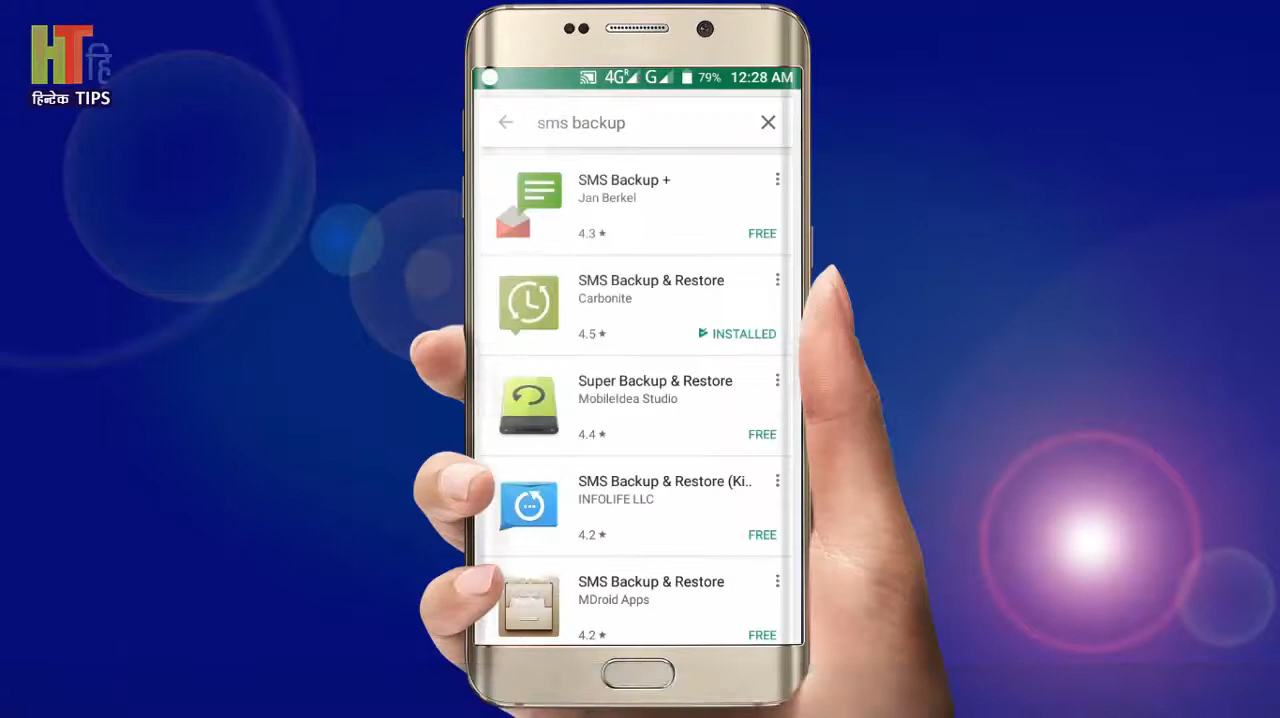 HTहि
हिन्टेक TIPS
4G R G 79% 12:28 AM
sms backup
SMS Backup +
Jan Berkel
4.3 ★ FREE
SMS Backup & Restore
Carbonite
4.5 ★ INSTALLED
Super Backup & Restore
MobileIdea Studio
4.4 ★ FREE
SMS Backup & Restore (Ki..
INFOLIFE LLC
4.2 ★ FREE
SMS Backup & Restore
MDroid Apps
4.2 ★ FREE